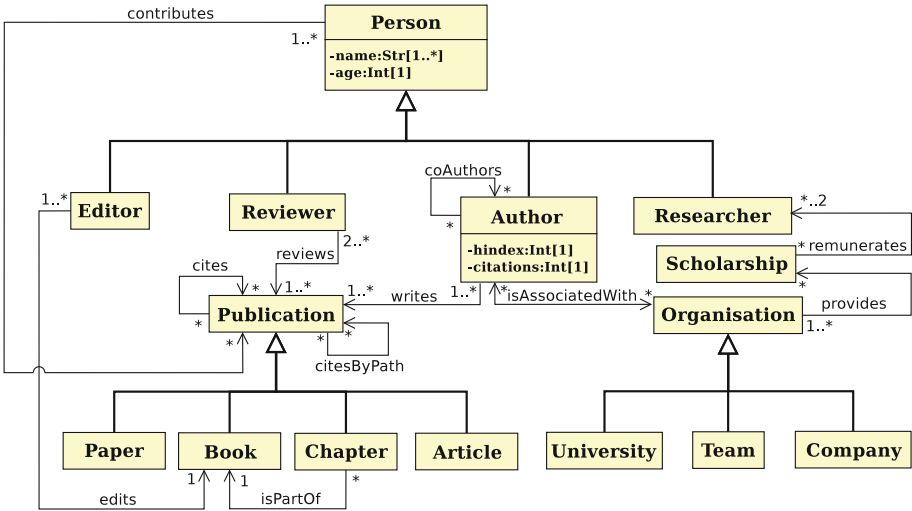 contributes
Person
1..*
-name:Str[1..*]
-age:Int[1]
coAuthors
*
*
1..*
Editor
Reviewer
Author
-hindex:Int[1]
-citations:Int[1]
Researcher
*..2
2..*
reviews
1..*
* remunerates
Scholarship
*
cites
*
*
Publication
*
1..*
writes
1..*
*
isAssociatedWith
*
Organisation
provides
1..*
*
*
citesByPath
Paper
Book
Chapter
Article
University
Team
Company
edits
1
1
isPartOf
*